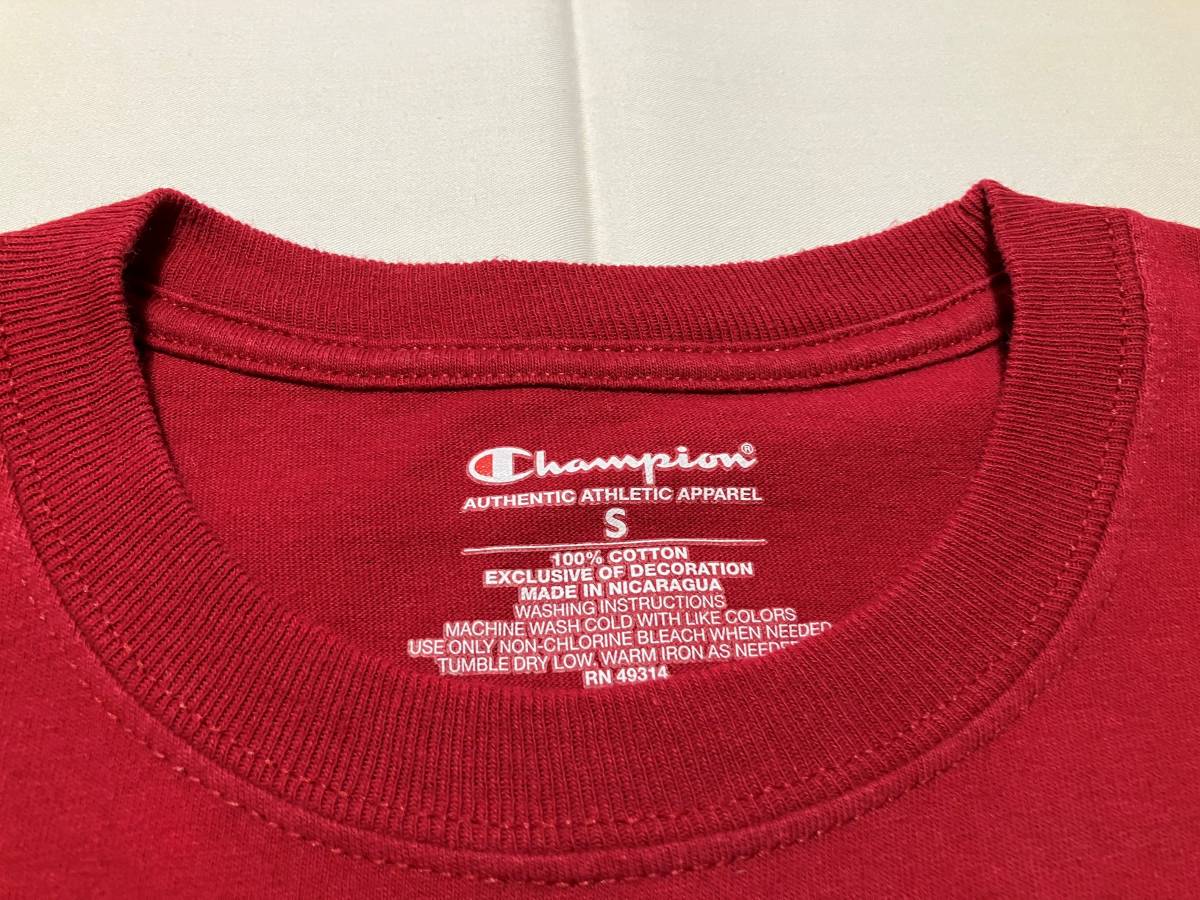 Champion®
AUTHENTIC ATHLETIC APPAREL
S
100% COTTON
EXCLUSIVE OF DECORATION
MADE IN NICARAGUA
WASHING INSTRUCTIONS
MACHINE WASH COLD WITH LIKE COLORS
USE ONLY NON-CHLORINE BLEACH WHEN NEEDED
TUMBLE DRY LOW, WARM IRON AS NEEDE
RN 49314